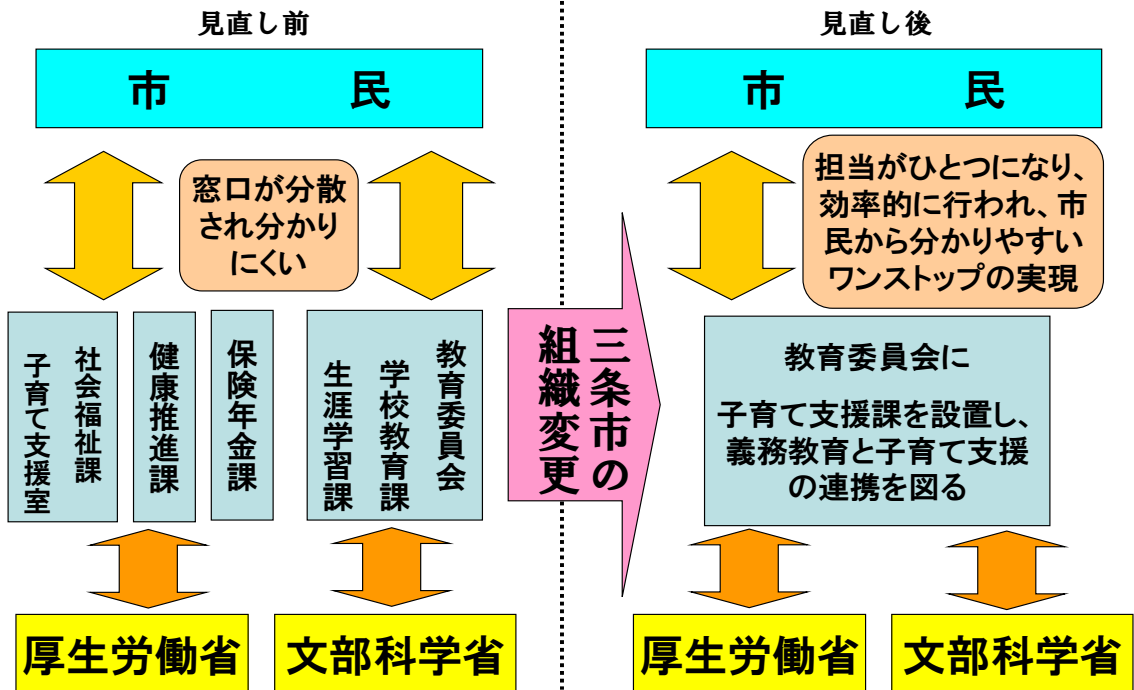 見直し前
市 民
窓口が分散
され分かり
にくい
社会福祉課
子育て支援室
健康推進課
保険年金課
教育委員会
学校教育課
生涯学習課
厚生労働省
文部科学省
三条市の
組織変更
見直し後
市 民
担当がひとつになり、
効率的に行われ、市
民から分かりやすい
ワンストップの実現
教育委員会に
子育て支援課を設置し、
義務教育と子育て支援
の連携を図る
厚生労働省
文部科学省